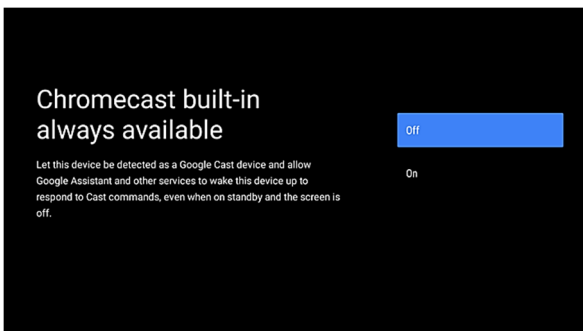 Chromecast built-in
always available
Let this device be detected as a Google Cast device and allow
Google Assistant and other services to wake this device up to
respond to Cast commands, even when on standby and the screen is
off.
Off
On